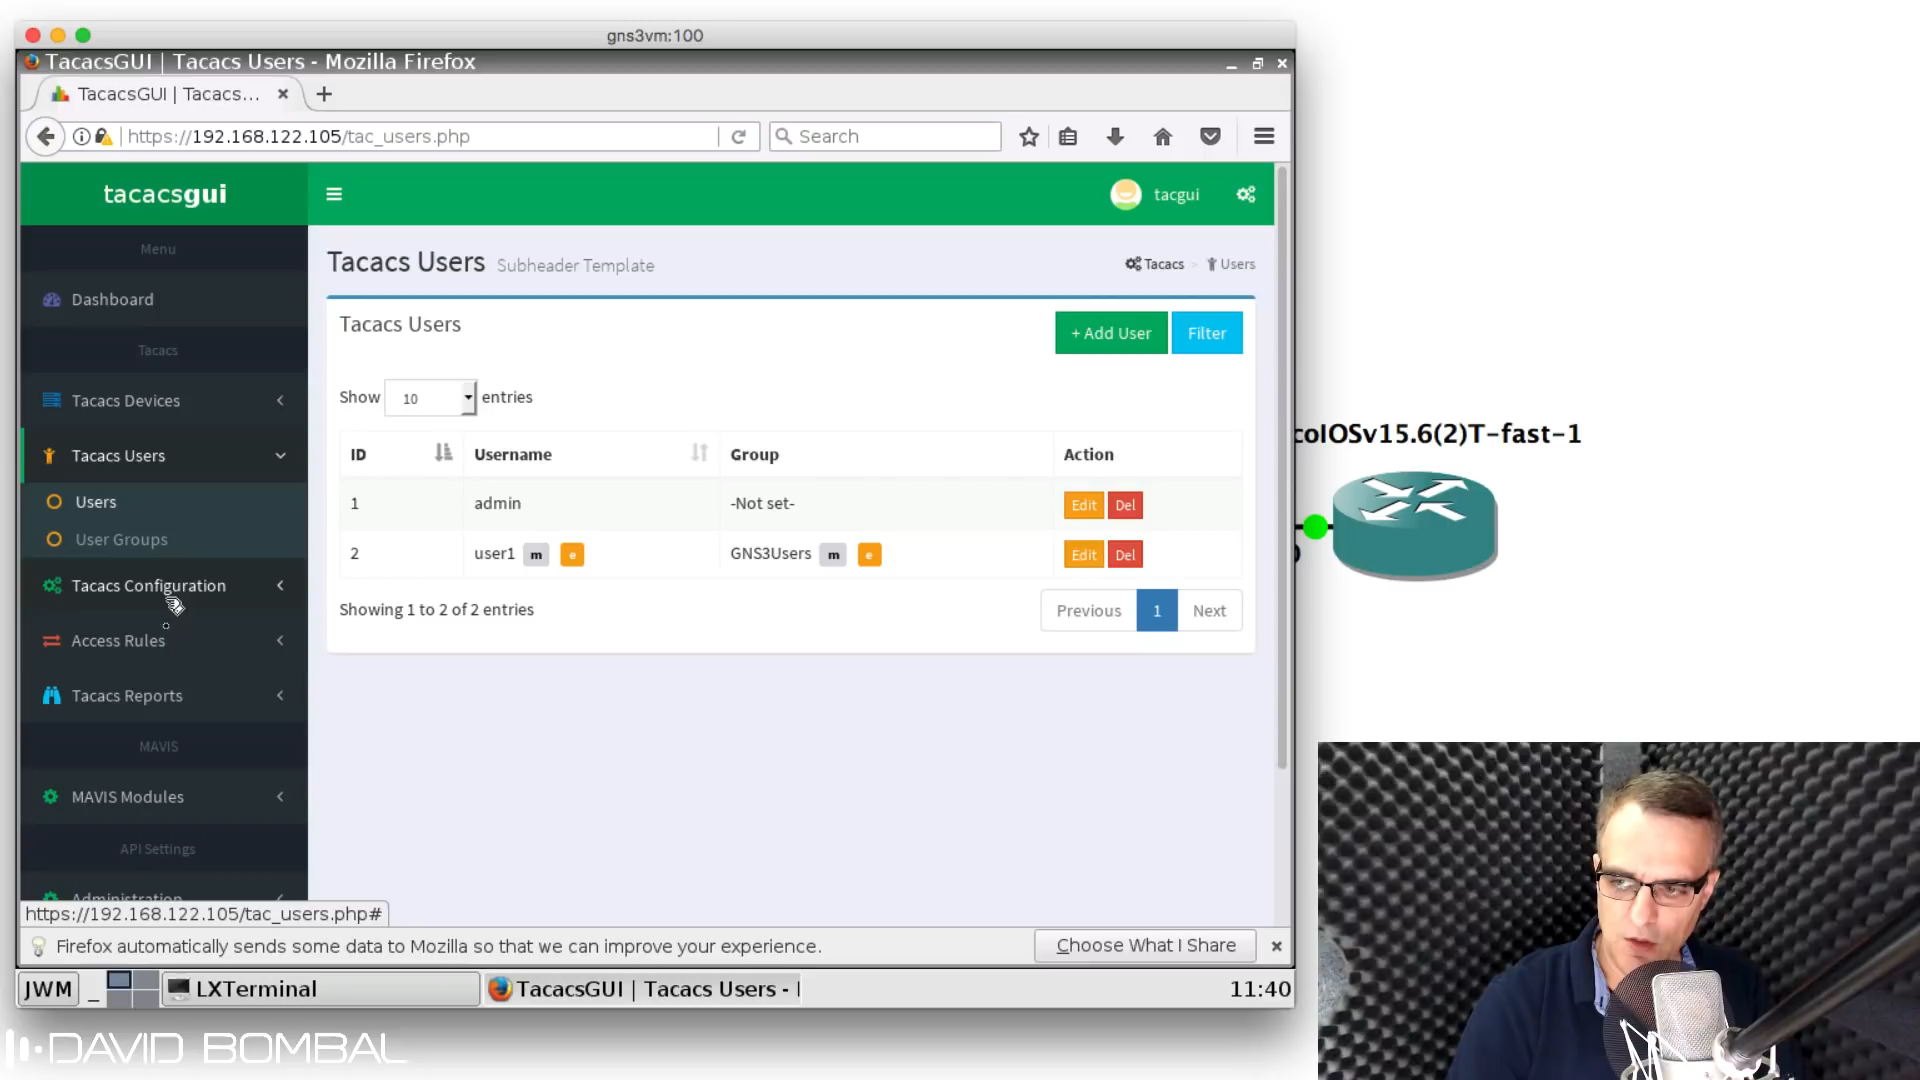 gns3vm:100
TacacsGUI | Tacacs Users - Mozilla Firefox
TacacsGUI | Tacacs...
https://192.168.122.105/tac_users.php
Search
tacacsgui
tacgui
Menu
Dashboard
Tacacs
Tacacs Devices
Tacacs Users
Users
User Groups
Tacacs Configuration
Access Rules
Tacacs Reports
MAVIS
MAVIS Modules
API Settings
Administration
Tacacs Users Subheader Template
Tacacs > Users
Tacacs Users
+ Add User Filter
Show 10 entries
ID Username Group Action
1 admin -Not set- Edit Del
2 user1 m e GNS3Users m e Edit Del
Showing 1 to 2 of 2 entries
Previous 1 Next
coIOSv15.6(2)T-fast-1
https://192.168.122.105/tac_users.php#
Firefox automatically sends some data to Mozilla so that we can improve your experience.
Choose What I Share
JWM _ LXTerminal TacacsGUI | Tacacs Users - 11:40
DAVID BOMBAL